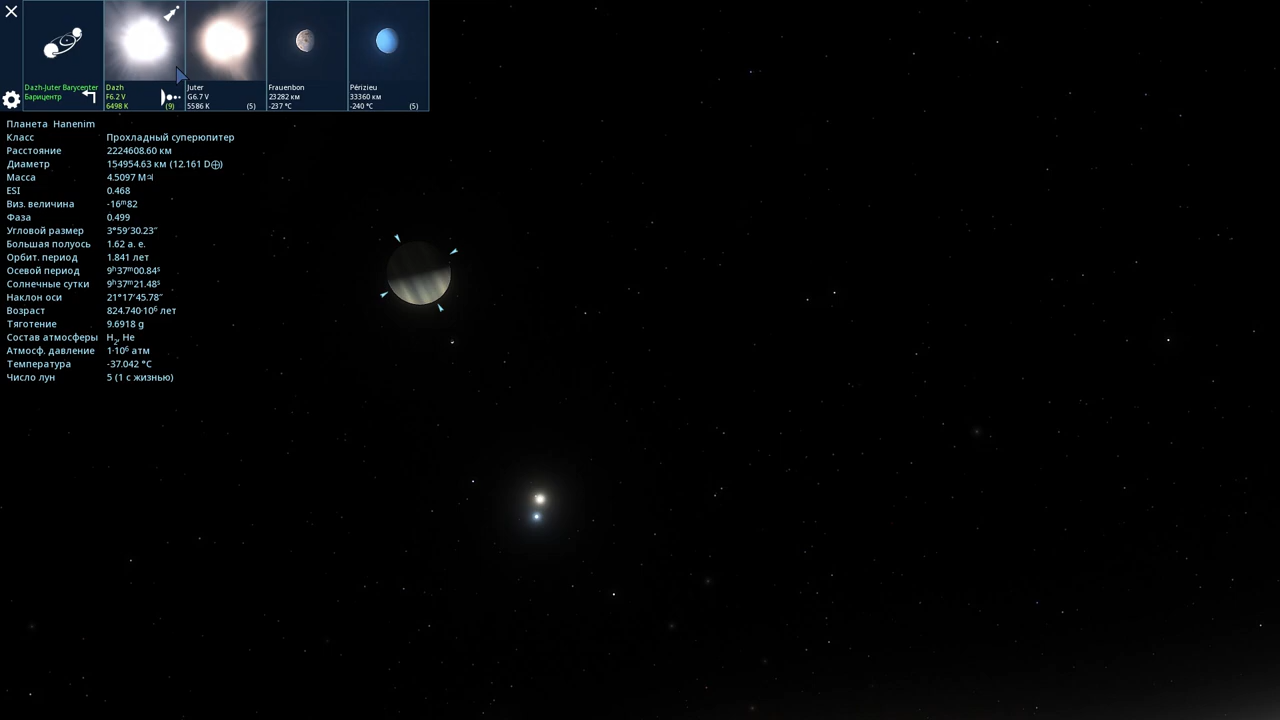 Dazh-Juter Barycenter
Барицентр
Dazh
F6.2 V
6498 K (9)
Juter
G6.7 V
5586 K (5)
Frauenbon
23282 км
-237 °C
Périzieu
33360 км
-240 °C (5)
Планета Hanenim
Класс Прохладный суперюпитер
Расстояние 2224608.60 км
Диаметр 154954.63 км (12.161 D⊕)
Масса 4.5097 M♃
ESI 0.468
Виз. величина -16ᵐ82
Фаза 0.499
Угловой размер 3°59′30.23″
Большая полуось 1.62 а. е.
Орбит. период 1.841 лет
Осевой период 9ʰ37ᵐ00.84ˢ
Солнечные сутки 9ʰ37ᵐ21.48ˢ
Наклон оси 21°17′45.78″
Возраст 824.740·10⁶ лет
Тяготение 9.6918 g
Состав атмосферы H₂, He
Атмосф. давление 1·10⁶ атм
Температура -37.042 °C
Число лун 5 (1 с жизнью)